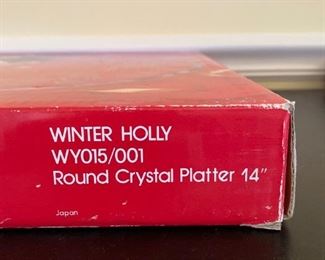 WINTER HOLLY
WY015/001
Round Crystal Platter 14"
Japan